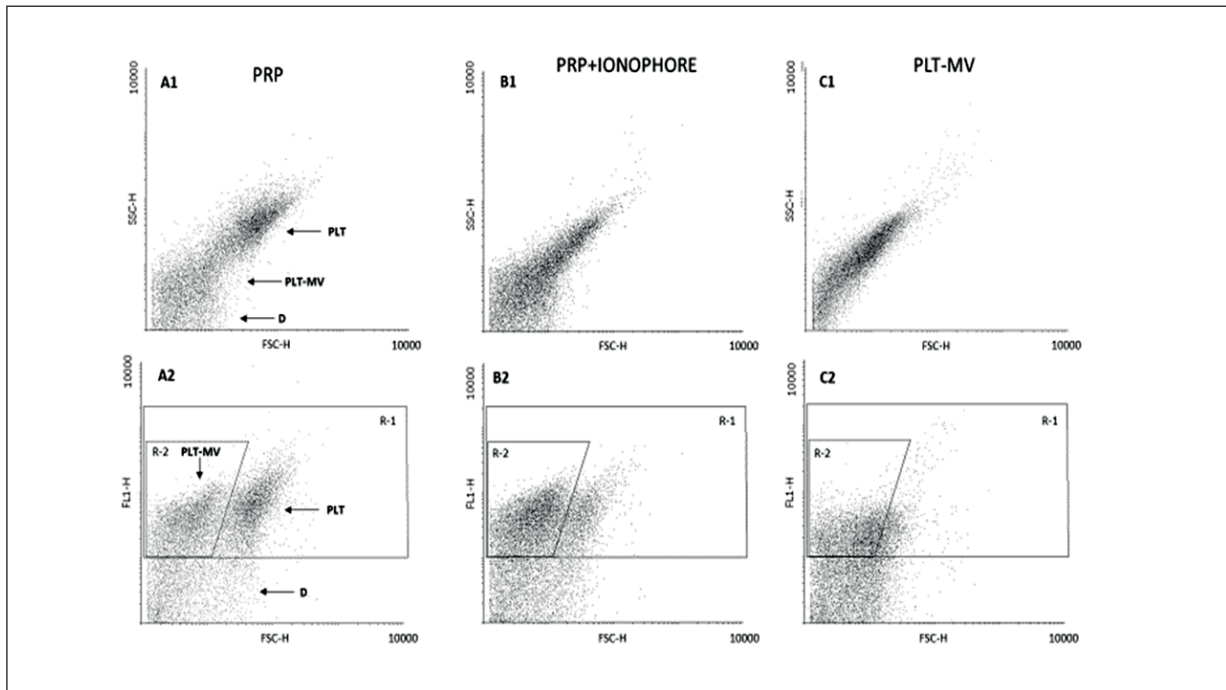 PRP
PRP+IONOPHORE
PLT-MV
A1
10000
SSC-H
PLT
PLT-MV
D
FSC-H
10000
B1
10000
SSC-H
FSC-H
10000
C1
10000
SSC-H
FSC-H
10000
A2
10000
FL1-H
R-1
R-2
PLT-MV
PLT
D
FSC-H
10000
B2
10000
FL1-H
R-1
R-2
FSC-H
10000
C2
10000
FL1-H
R-1
R-2
FSC-H
10000